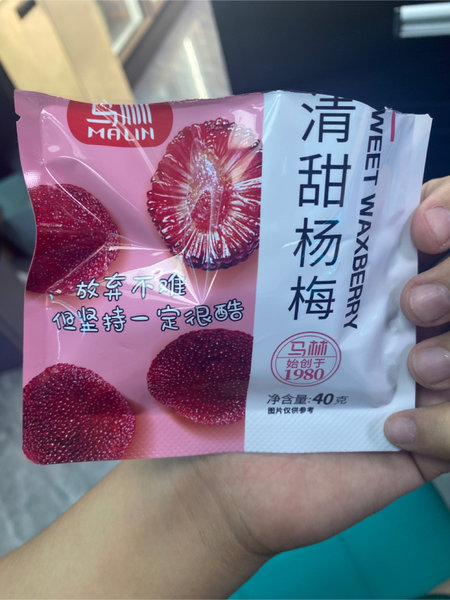 马林
MALIN
清甜杨梅
SWEET WAXBERRY
放弃不难
但坚持一定很酷
马林
始创于
1980
净含量:40克
图片仅供参考